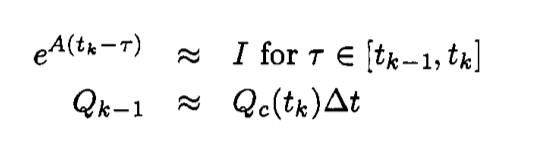 e^{A(t_k−τ)} ≈ I for τ ∈ [t_{k−1}, t_k]
Q_{k−1} ≈ Q_c(t_k)Δt